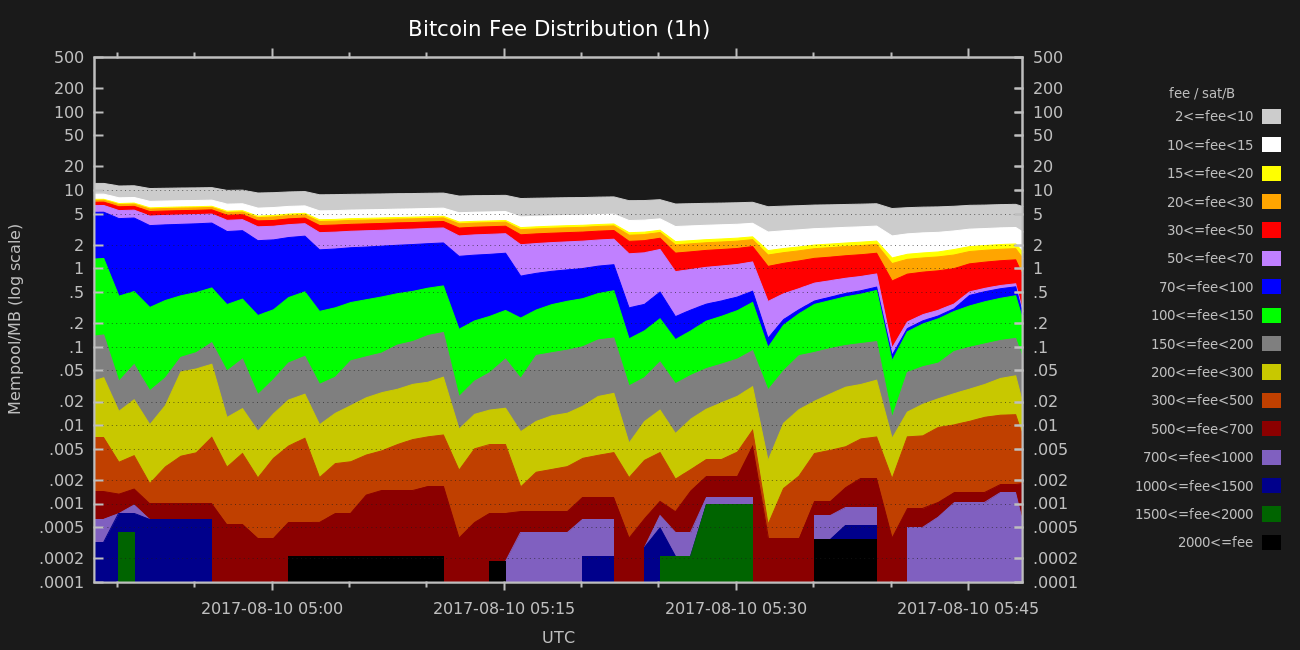 Bitcoin Fee Distribution (1h)
500 500
200 200
100 100
50 50
20 20
10 10
5 5
2 2
1 1
.5 .5
.2 .2
.1 .1
.05 .05
.02 .02
.01 .01
.005 .005
.002 .002
.001 .001
.0005 .0005
.0002 .0002
.0001 .0001
Mempool/MB (log scale)
2017-08-10 05:00 2017-08-10 05:15 2017-08-10 05:30 2017-08-10 05:45
UTC
fee / sat/B
2<=fee<10
10<=fee<15
15<=fee<20
20<=fee<30
30<=fee<50
50<=fee<70
70<=fee<100
100<=fee<150
150<=fee<200
200<=fee<300
300<=fee<500
500<=fee<700
700<=fee<1000
1000<=fee<1500
1500<=fee<2000
2000<=fee